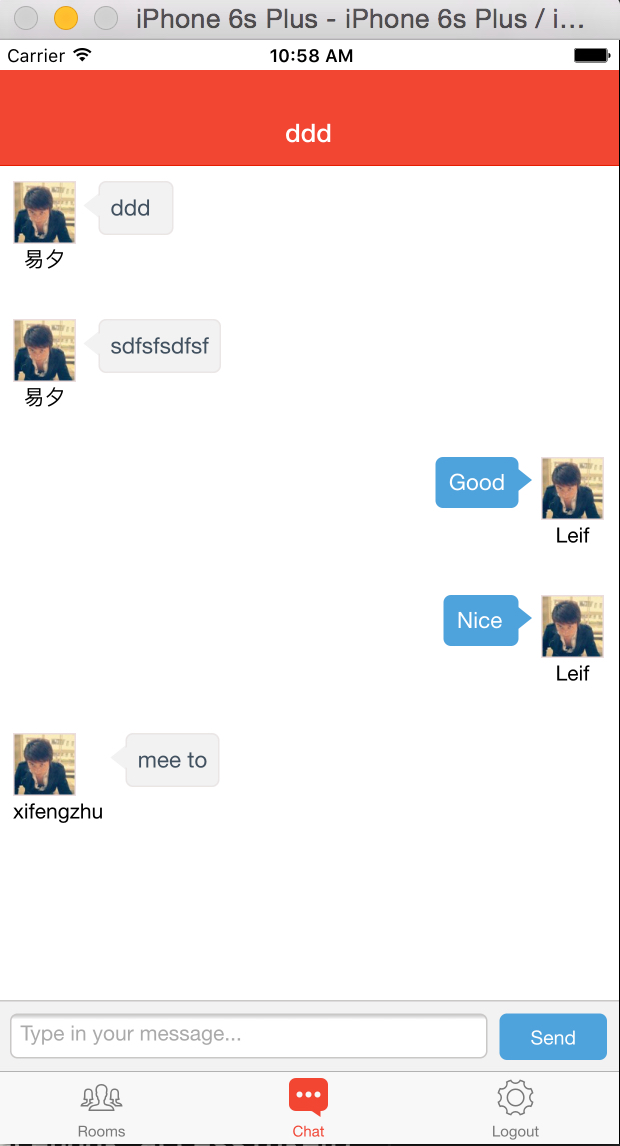 iPhone 6s Plus - iPhone 6s Plus / i...
Carrier 10:58 AM
ddd
ddd
易夕
sdfsfsdfsf
易夕
Good
Leif
Nice
Leif
mee to
xifengzhu
Type in your message...
Send
Rooms
Chat
Logout